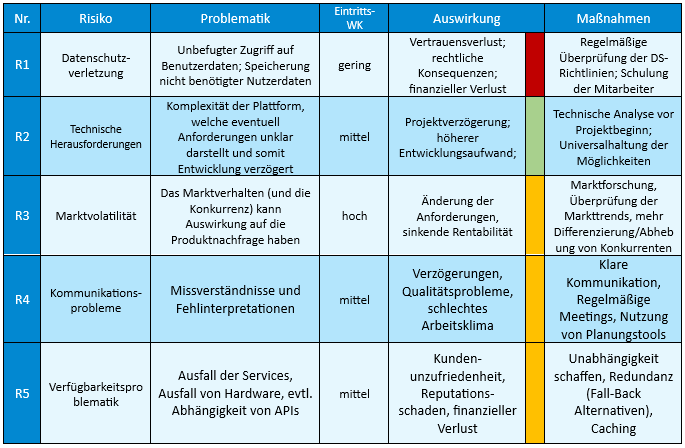 Nr.
Risiko
Problematik
Eintritts-
WK
Auswirkung
Maßnahmen
R1
Datenschutz-
verletzung
Unbefugter Zugriff auf
Benutzerdaten; Speicherung
nicht benötigter Nutzerdaten
gering
Vertrauensverlust;
rechtliche
Konsequenzen;
finanzieller Verlust
Regelmäßige
Überprüfung der DS-
Richtlinien; Schulung
der Mitarbeiter
R2
Technische
Herausforderungen
Komplexität der Plattform,
welche eventuell
Anforderungen unklar
darstellt und somit
Entwicklung verzögert
mittel
Projektverzögerung;
höherer
Entwicklungsaufwand;
Technische Analyse vor
Projektbeginn;
Universalhaltung der
Möglichkeiten
R3
Marktvolatilität
Das Marktverhalten (und die
Konkurrenz) kann
Auswirkung auf die
Produktnachfrage haben
hoch
Änderung der
Anforderungen,
sinkende Rentabilität
Marktforschung,
Überprüfung der
Markttrends, mehr
Differenzierung/Abheb
ung von Konkurrenten
R4
Kommunikations-
probleme
Missverständnisse und
Fehlinterpretationen
mittel
Verzögerungen,
Qualitätsprobleme,
schlechtes
Arbeitsklima
Klare
Kommunikation,
Regelmäßige
Meetings, Nutzung
von Planungstools
R5
Verfügbarkeitspro
blematik
Ausfall der Services,
Ausfall von Hardware, evtl.
Abhängigkeit von APIs
mittel
Kunden-
unzufriedenheit,
Reputations-
schaden, finanzieller
Verlust
Unabhängigkeit
schaffen, Redundanz
(Fall-Back
Alternativen),
Caching